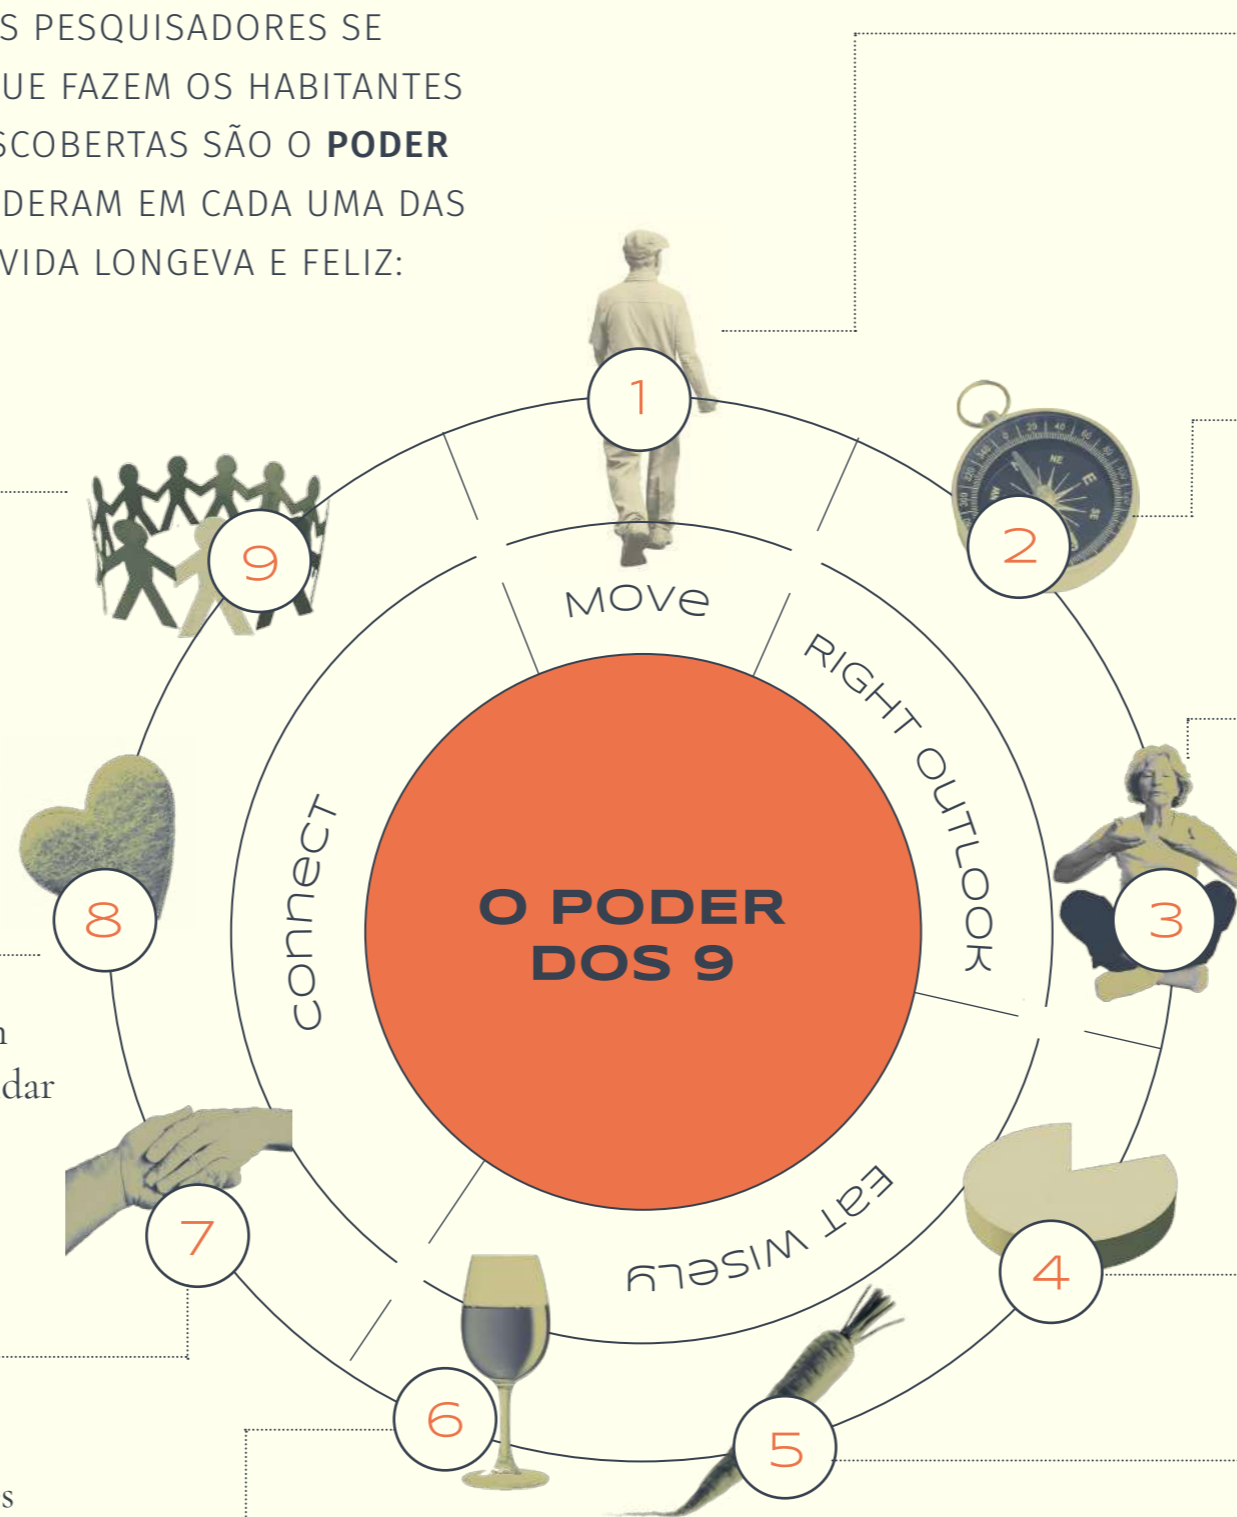 S PESQUISADORES SE
UE FAZEM OS HABITANTES
SCOBERTAS SÃO O PODER
DERAM EM CADA UMA DAS
VIDA LONGEVA E FELIZ:
1
2
3
4
5
6
7
8
9
MOVE
RIGHT OUTLOOK
EAT WISELY
CONNECT
O PODER
DOS 9
dar
s